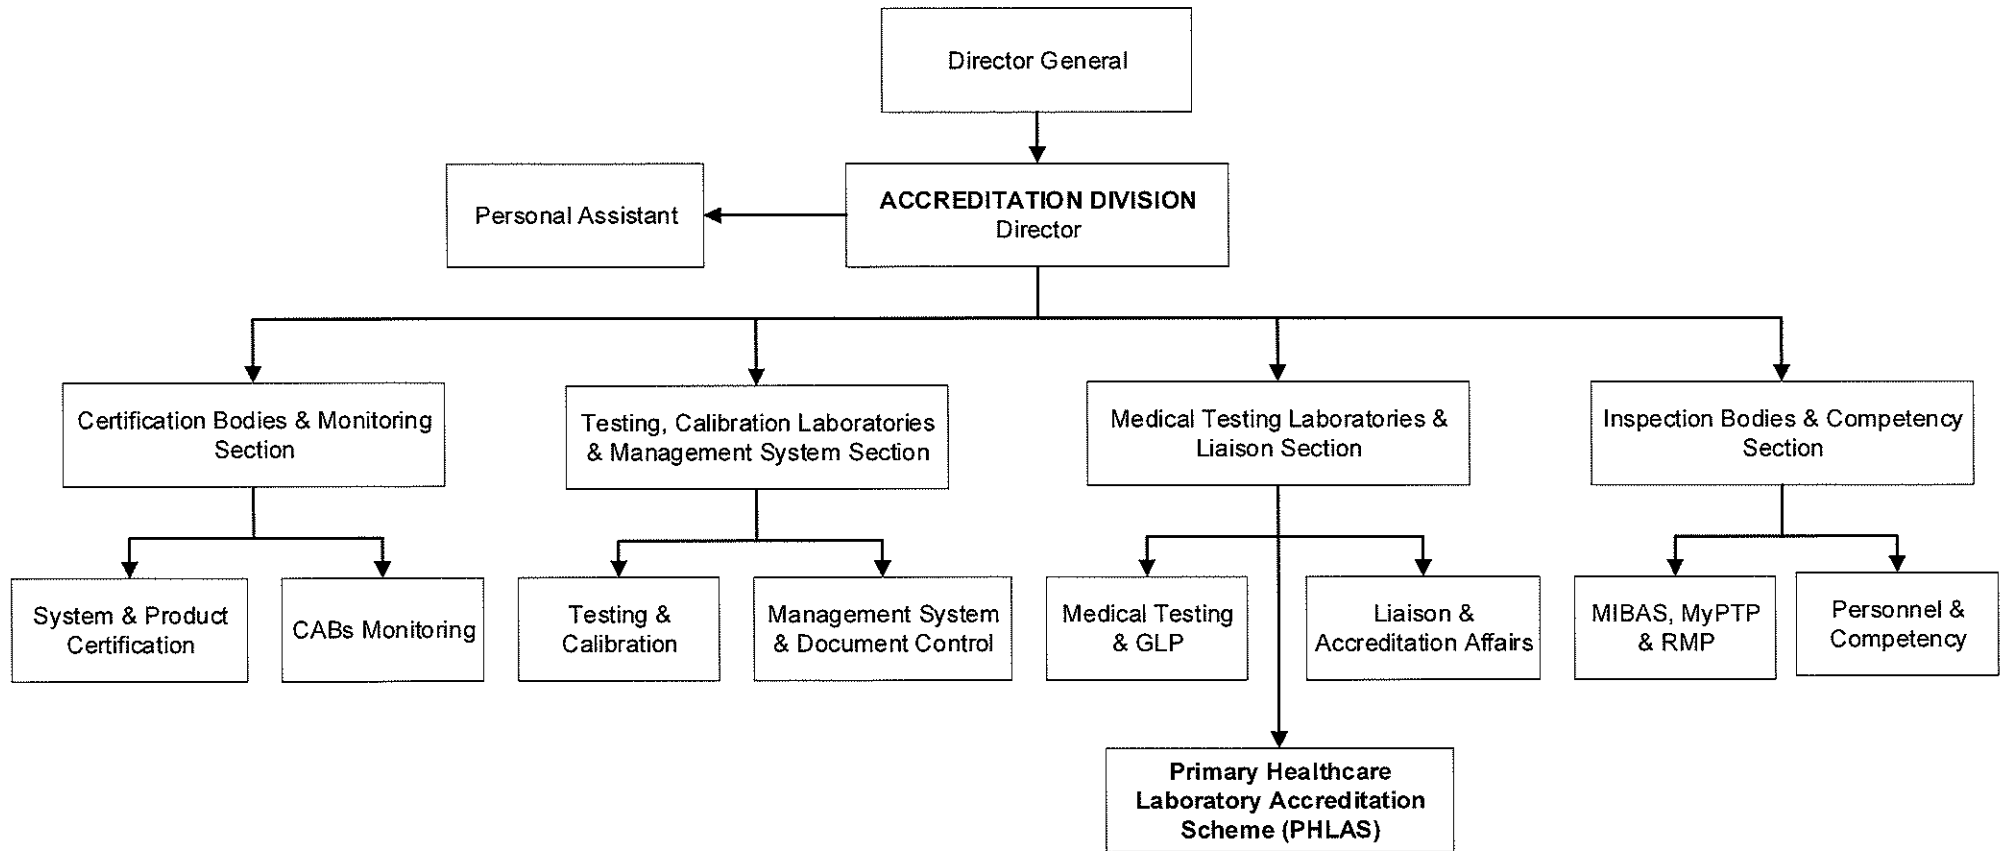 Director General
Personal Assistant
ACCREDITATION DIVISION
Director
Certification Bodies & Monitoring
Section
Testing, Calibration Laboratories
& Management System Section
Medical Testing Laboratories &
Liaison Section
Inspection Bodies & Competency
Section
System & Product
Certification
CABs Monitoring
Testing &
Calibration
Management System
& Document Control
Medical Testing
& GLP
Liaison &
Accreditation Affairs
MIBAS, MyPTP
& RMP
Personnel &
Competency
Primary Healthcare
Laboratory Accreditation
Scheme (PHLAS)